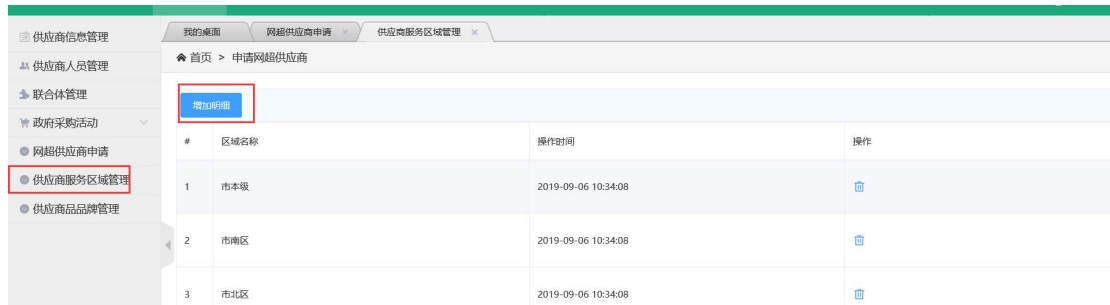 我的桌面
网超供应商申请 ×
供应商服务区域管理 ×
首页 > 申请网超供应商
供应商信息管理
供应商人员管理
联合体管理
政府采购活动
网超供应商申请
供应商服务区域管理
供应商品品牌管理
增加明细
# 区域名称 操作时间 操作
1 市本级 2019-09-06 10:34:08
2 市南区 2019-09-06 10:34:08
3 市北区 2019-09-06 10:34:08